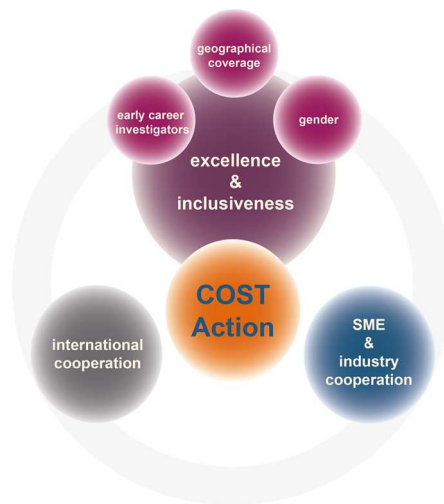 geographical
coverage
early career
investigators
gender
excellence
&
inclusiveness
COST
Action
international
cooperation
SME
&
industry
cooperation